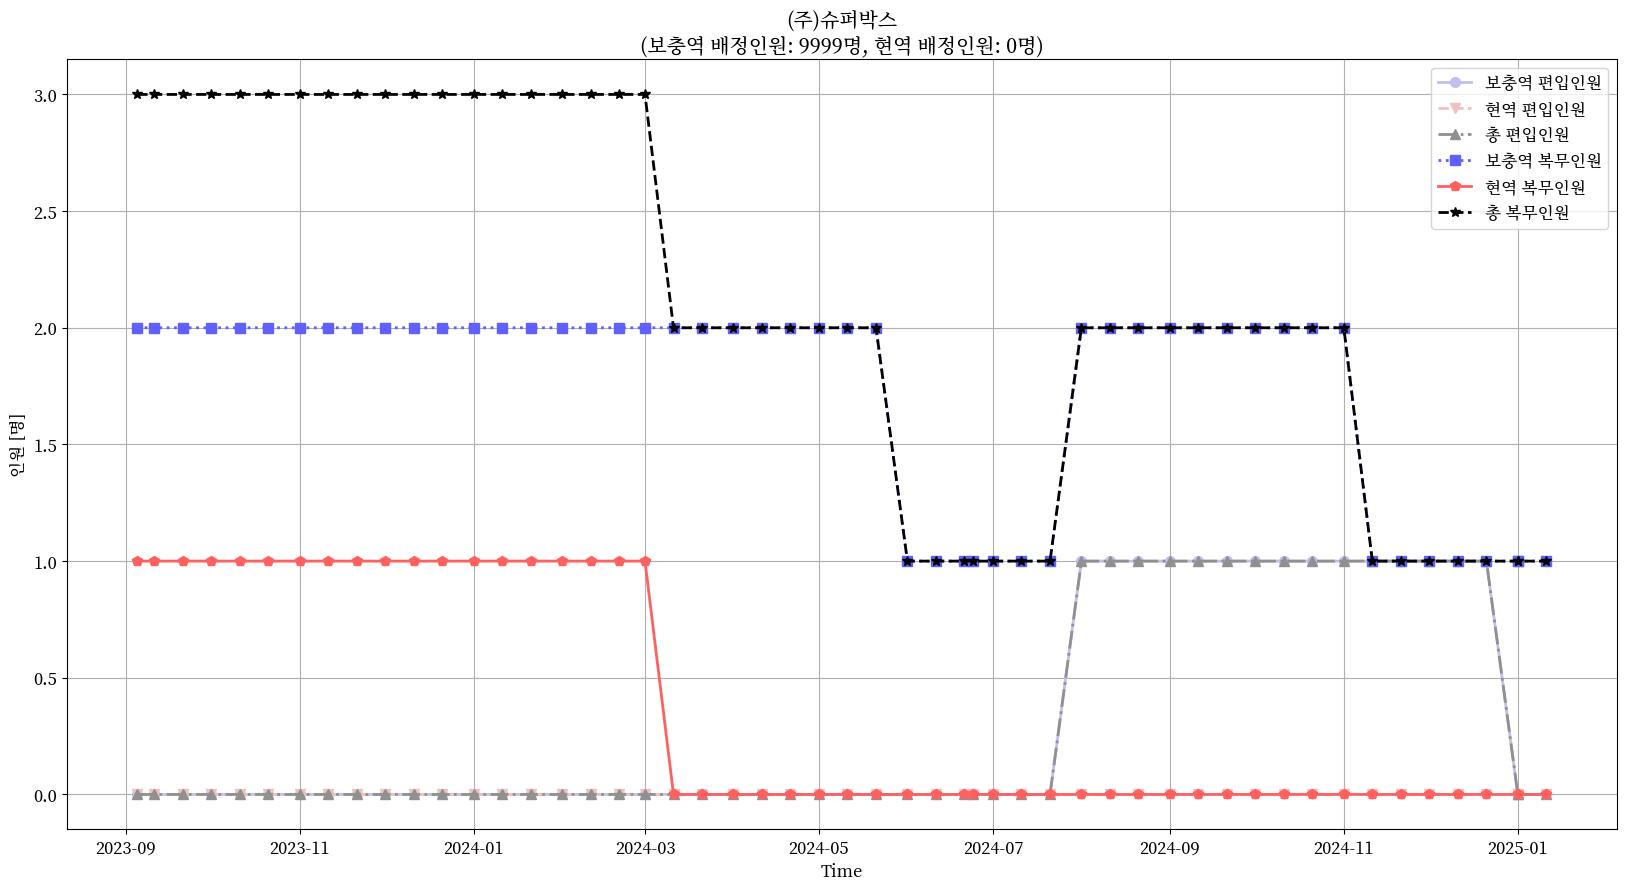 (주)슈퍼박스
(보충역 배정인원: 9999명, 현역 배정인원: 0명)
보충역 편입인원
현역 편입인원
총 편입인원
보충역 복무인원
현역 복무인원
총 복무인원
인원 [명]
3.0
2.5
2.0
1.5
1.0
0.5
0.0
2023-09
2023-11
2024-01
2024-03
2024-05
2024-07
2024-09
2024-11
2025-01
Time